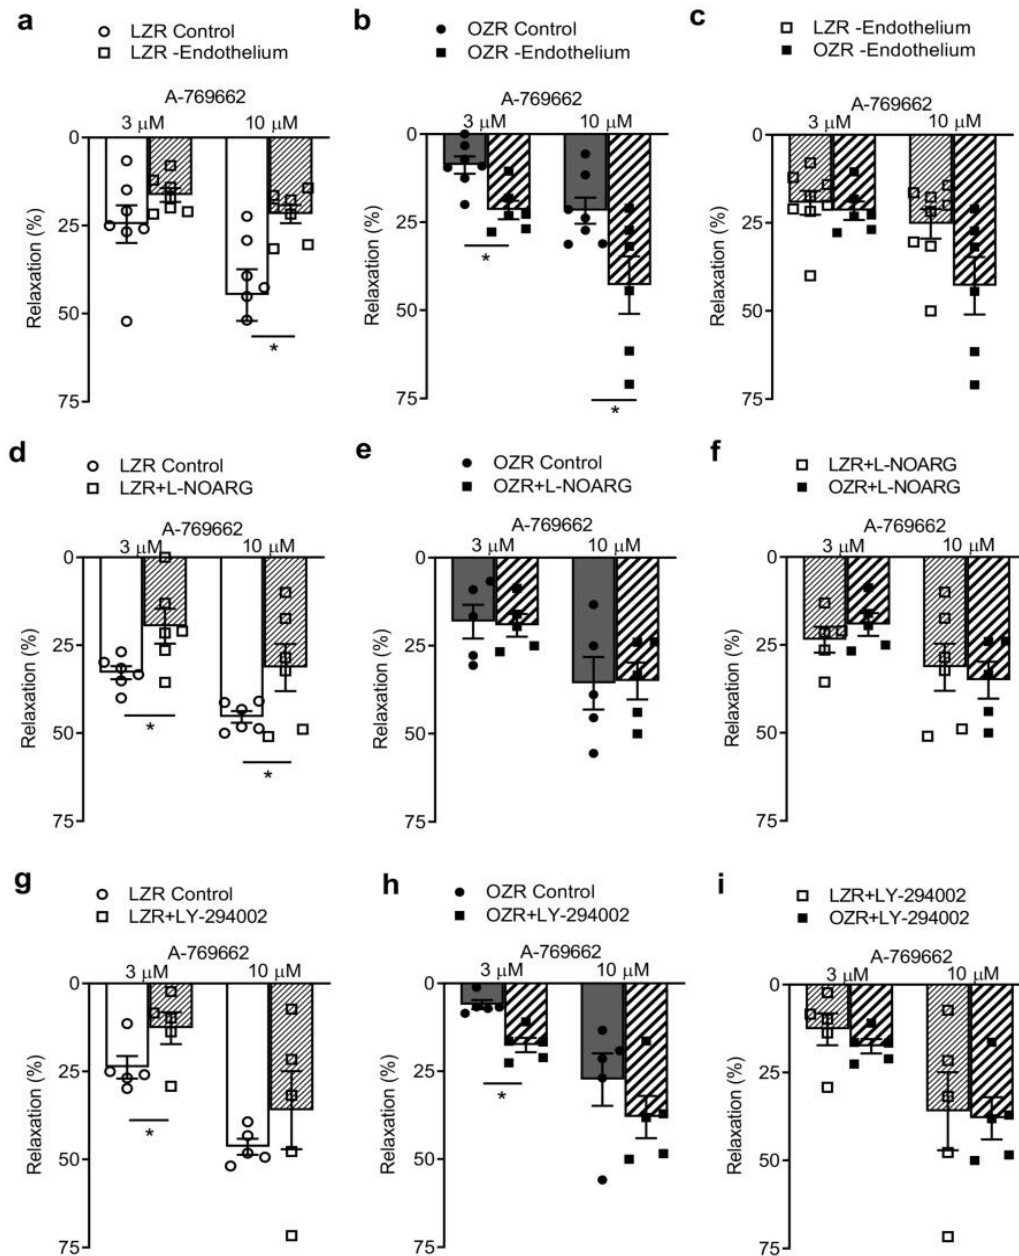 a
LZR Control
LZR -Endothelium
A-769662
3 μM
10 μM
0
25
50
75
Relaxation (%)
*
b
OZR Control
OZR -Endothelium
A-769662
3 μM
10 μM
0
25
50
75
Relaxation (%)
*
*
c
LZR -Endothelium
OZR -Endothelium
A-769662
3 μM
10 μM
0
25
50
75
Relaxation (%)
d
LZR Control
LZR+L-NOARG
A-769662
3 μM
10 μM
0
25
50
75
Relaxation (%)
*
*
e
OZR Control
OZR+L-NOARG
A-769662
3 μM
10 μM
0
25
50
75
Relaxation (%)
f
LZR+L-NOARG
OZR+L-NOARG
A-769662
3 μM
10 μM
0
25
50
75
Relaxation (%)
g
LZR Control
LZR+LY-294002
A-769662
3 μM
10 μM
0
25
50
75
Relaxation (%)
*
h
OZR Control
OZR+LY-294002
A-769662
3 μM
10 μM
0
25
50
75
Relaxation (%)
*
i
LZR+LY-294002
OZR+LY-294002
A-769662
3 μM
10 μM
0
25
50
75
Relaxation (%)